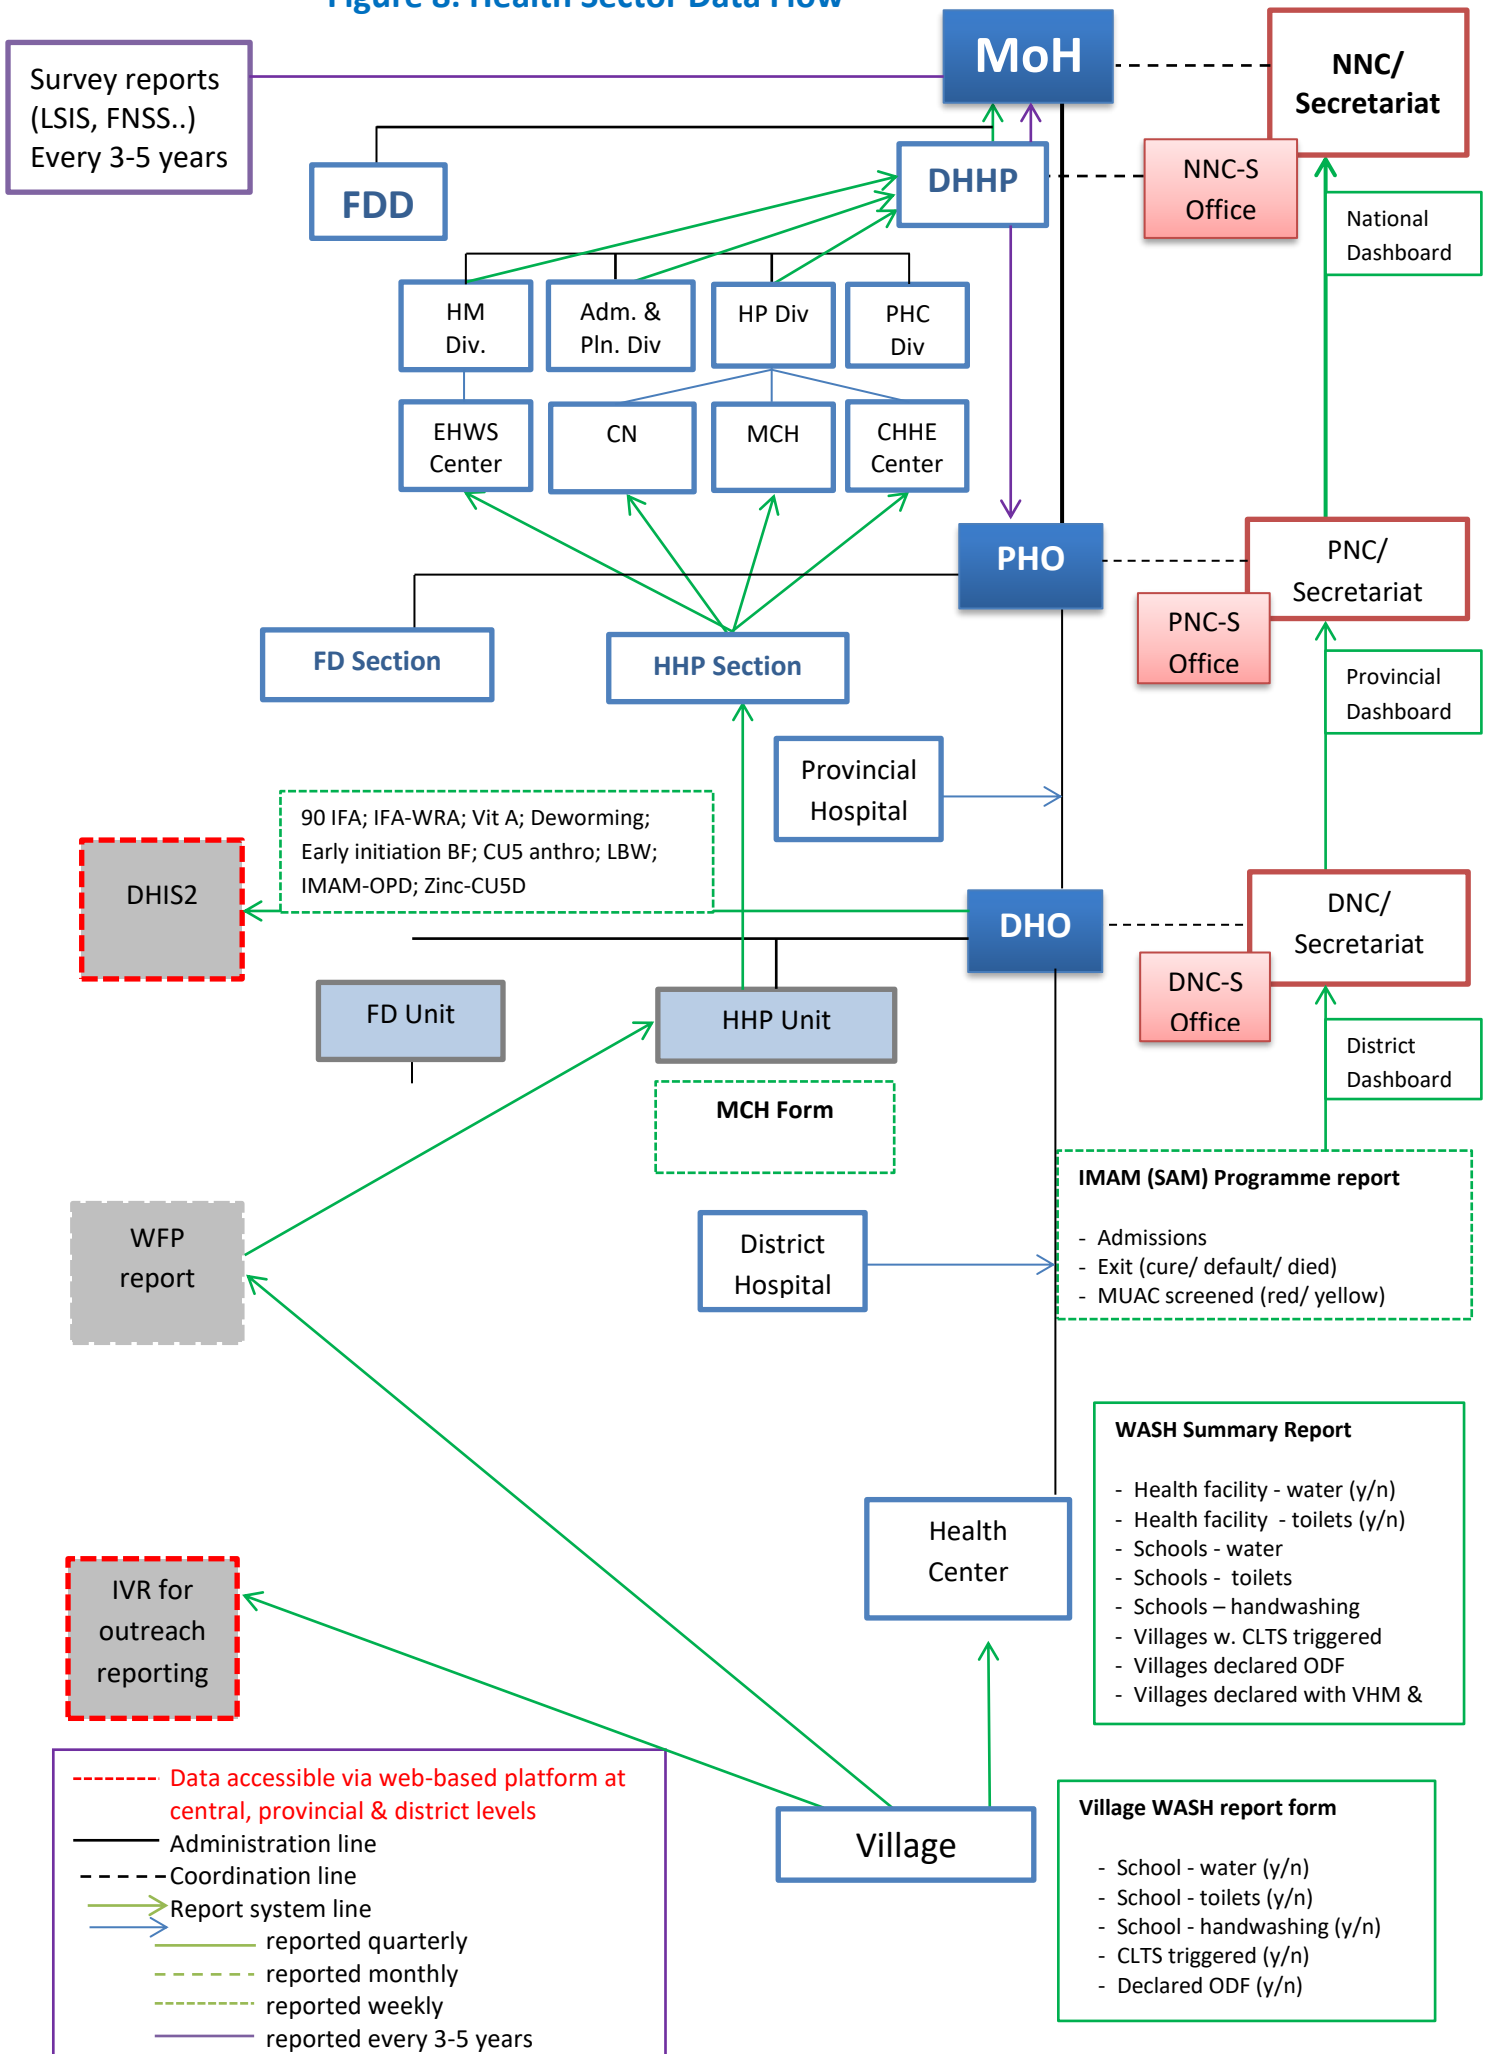 Figure 8: Health Sector Data Flow
MoH
NNC/
Secretariat
Survey reports
(LSIS, FNSS..)
Every 3-5 years
FDD
DHHP
NNC-S
Office
National
Dashboard
HM
Div.
Adm. &
Pln. Div
HP Div
PHC
Div
EHWS
Center
CN
MCH
CHHE
Center
PHO
PNC/
Secretariat
PNC-S
Office
FD Section
HHP Section
Provincial
Dashboard
Provincial
Hospital
90 IFA; IFA-WRA; Vit A; Deworming;
Early initiation BF; CU5 anthro; LBW;
IMAM-OPD; Zinc-CU5D
DHIS2
DHO
DNC/
Secretariat
DNC-S
Office
FD Unit
HHP Unit
District
Dashboard
MCH Form
IMAM (SAM) Programme report
- Admissions
- Exit (cure/ default/ died)
- MUAC screened (red/ yellow)
WFP
report
District
Hospital
WASH Summary Report
- Health facility - water (y/n)
- Health facility - toilets (y/n)
- Schools - water
- Schools - toilets
- Schools – handwashing
- Villages w. CLTS triggered
- Villages declared ODF
- Villages declared with VHM &
Health
Center
IVR for
outreach
reporting
Village
Village WASH report form
- School - water (y/n)
- School - toilets (y/n)
- School - handwashing (y/n)
- CLTS triggered (y/n)
- Declared ODF (y/n)
Data accessible via web-based platform at
central, provincial & district levels
Administration line
Coordination line
Report system line
reported quarterly
reported monthly
reported weekly
reported every 3-5 years